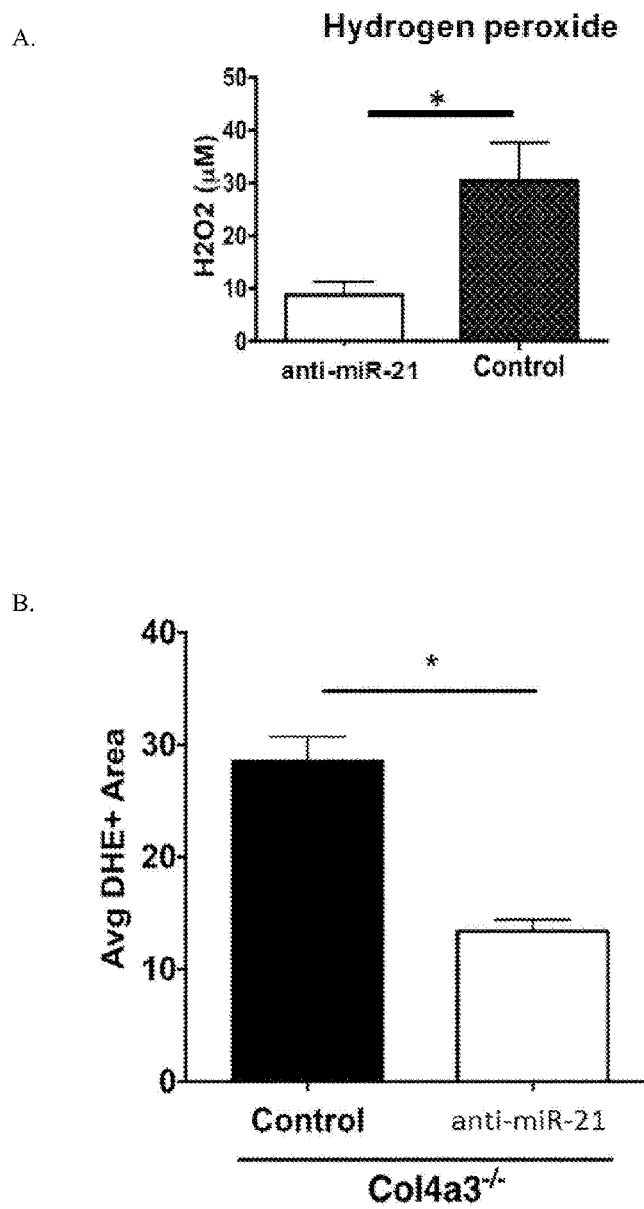 A.
Hydrogen peroxide
*
H2O2 (µM)
50
40
30
20
10
0
anti-miR-21
Control
B.
*
Avg DHE+ Area
40
30
20
10
0
Control
anti-miR-21
Col4a3-/-